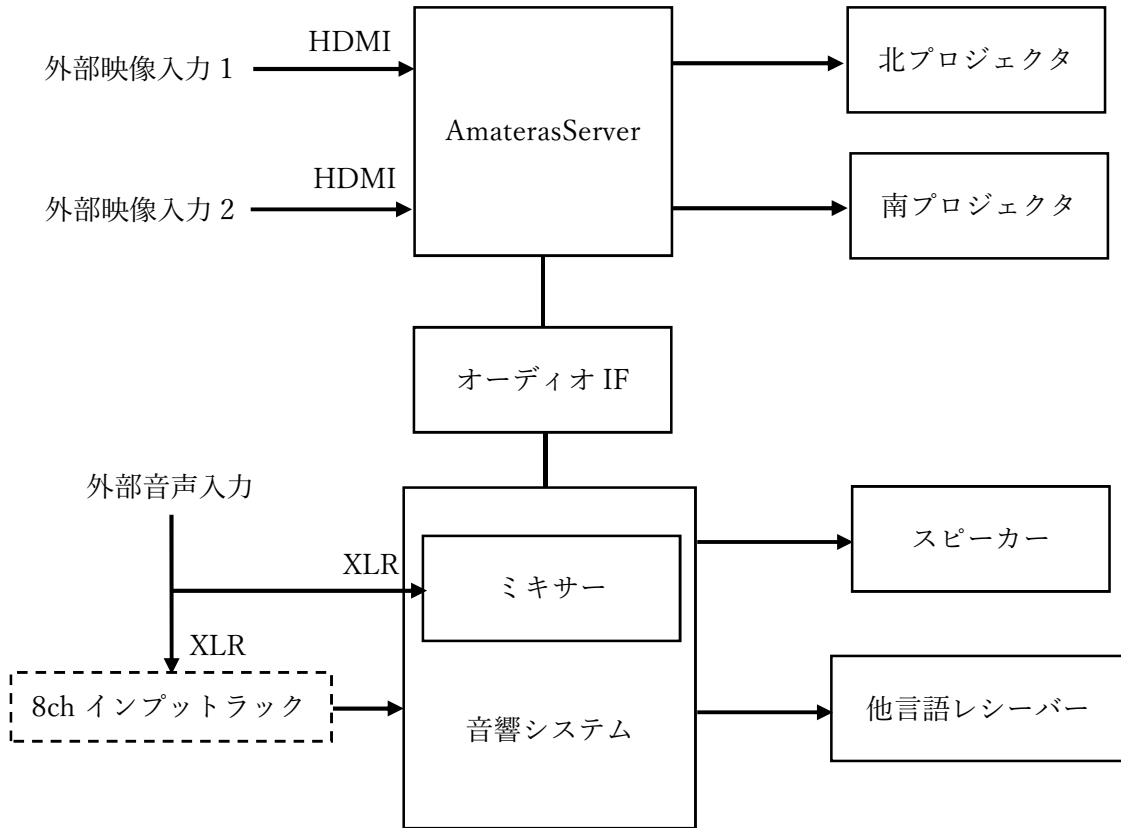 HDMI
外部映像入力 1
北プロジェクタ
AmaterasServer
HDMI
外部映像入力 2
南プロジェクタ
オーディオ IF
外部音声入力
スピーカー
XLR
ミキサー
XLR
8ch インプットラック
他言語レシーバー
音響システム